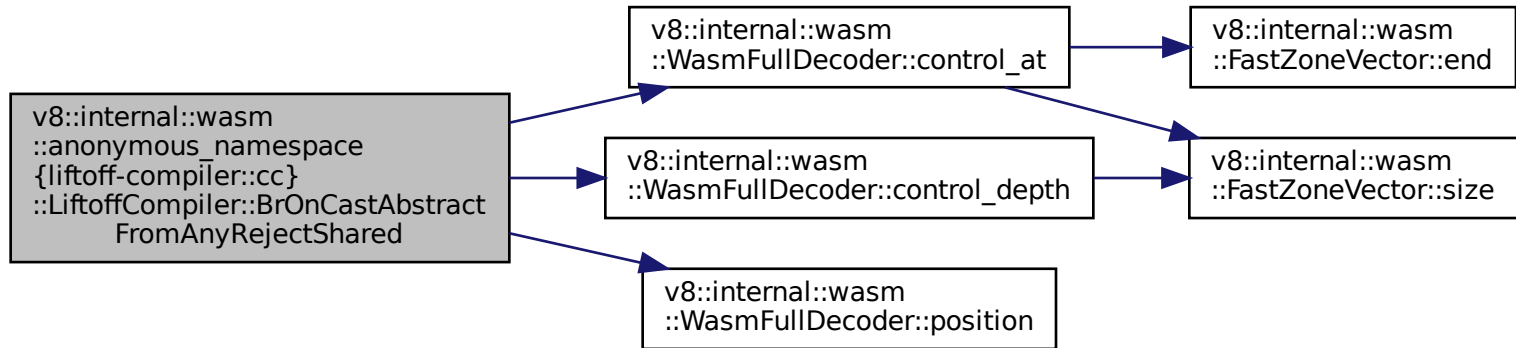 v8::internal::wasm
::anonymous_namespace
{liftoff-compiler::cc}
::LiftoffCompiler::BrOnCastAbstract
FromAnyRejectShared
v8::internal::wasm
::WasmFullDecoder::control_at
v8::internal::wasm
::FastZoneVector::end
v8::internal::wasm
::WasmFullDecoder::control_depth
v8::internal::wasm
::FastZoneVector::size
v8::internal::wasm
::WasmFullDecoder::position